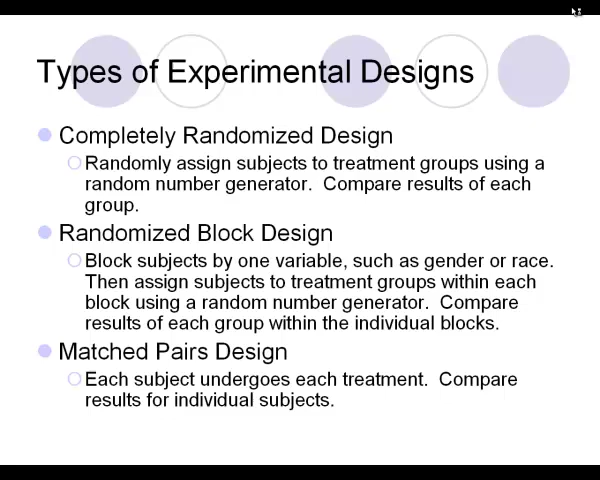 Types of Experimental Designs
Completely Randomized Design
Randomly assign subjects to treatment groups using a
random number generator. Compare results of each
group.
Randomized Block Design
Block subjects by one variable, such as gender or race.
Then assign subjects to treatment groups within each
block using a random number generator. Compare
results of each group within the individual blocks.
Matched Pairs Design
Each subject undergoes each treatment. Compare
results for individual subjects.